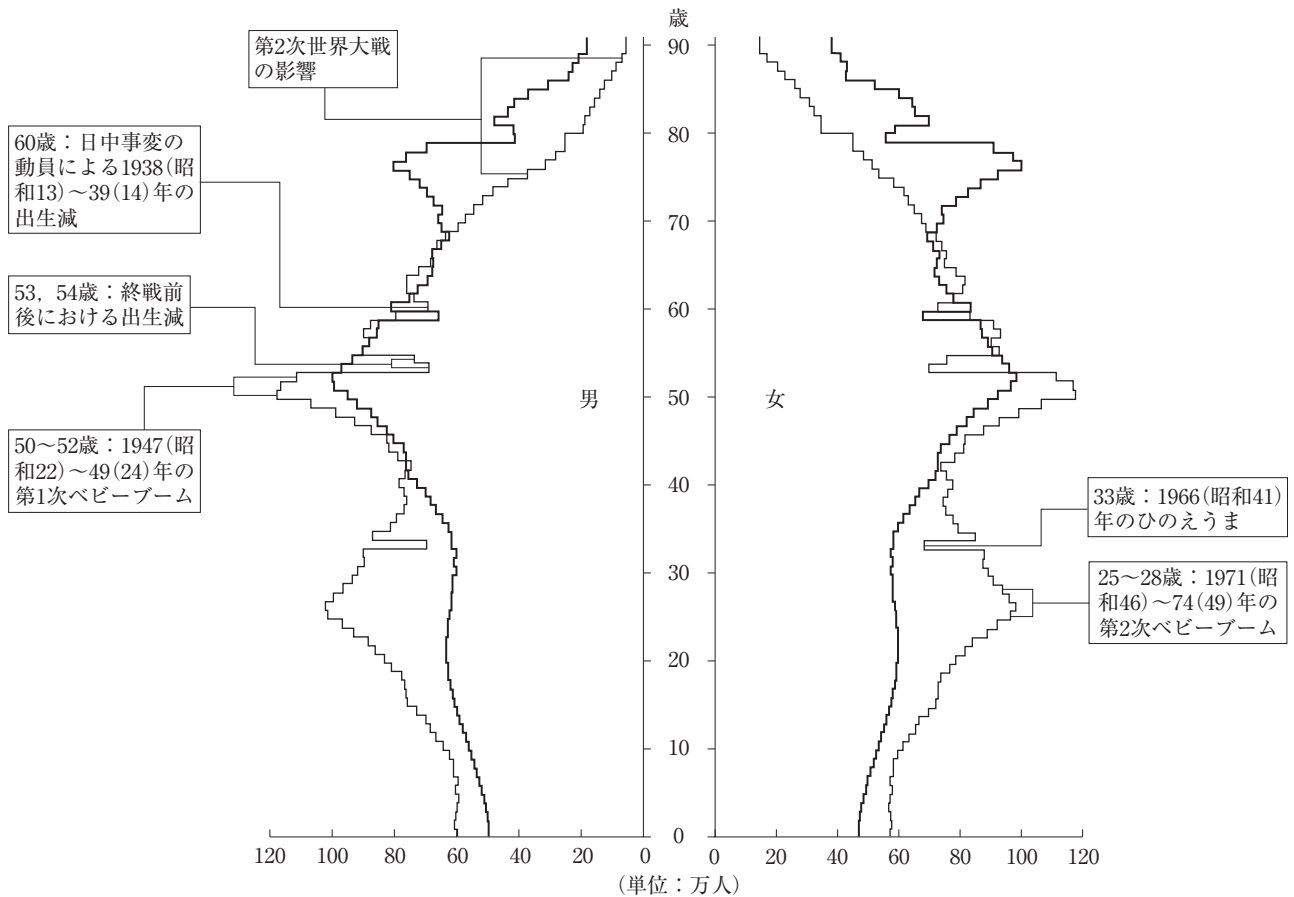 歳
第2次世界大戦
の影響
60歳：日中事変の
動員による1938(昭
和13)～39(14)年の
出生減
53，54歳：終戦前
後における出生減
50～52歳：1947(昭
和22)～49(24)年の
第1次ベビーブーム
男
女
33歳：1966(昭和41)
年のひのえうま
25～28歳：1971(昭
和46)～74(49)年の
第2次ベビーブーム
90
80
70
60
50
40
30
20
10
0
120 100 80 60 40 20 0
0 20 40 60 80 100 120
(単位：万人)